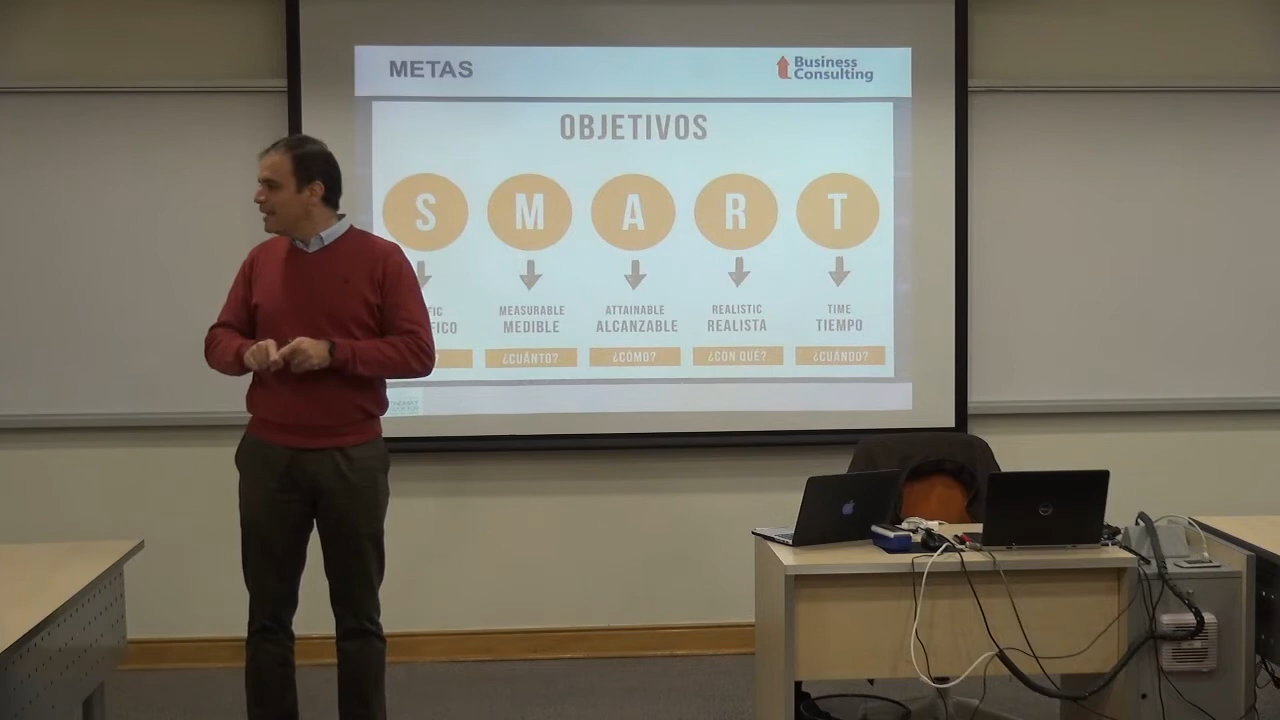 METAS
Business
Consulting
OBJETIVOS
S M A R T
MEASURABLE ATTAINABLE REALISTIC TIME
MEDIBLE ALCANZABLE REALISTA TIEMPO
¿CUÁNTO? ¿CÓMO? ¿CON QUÉ? ¿CUÁNDO?